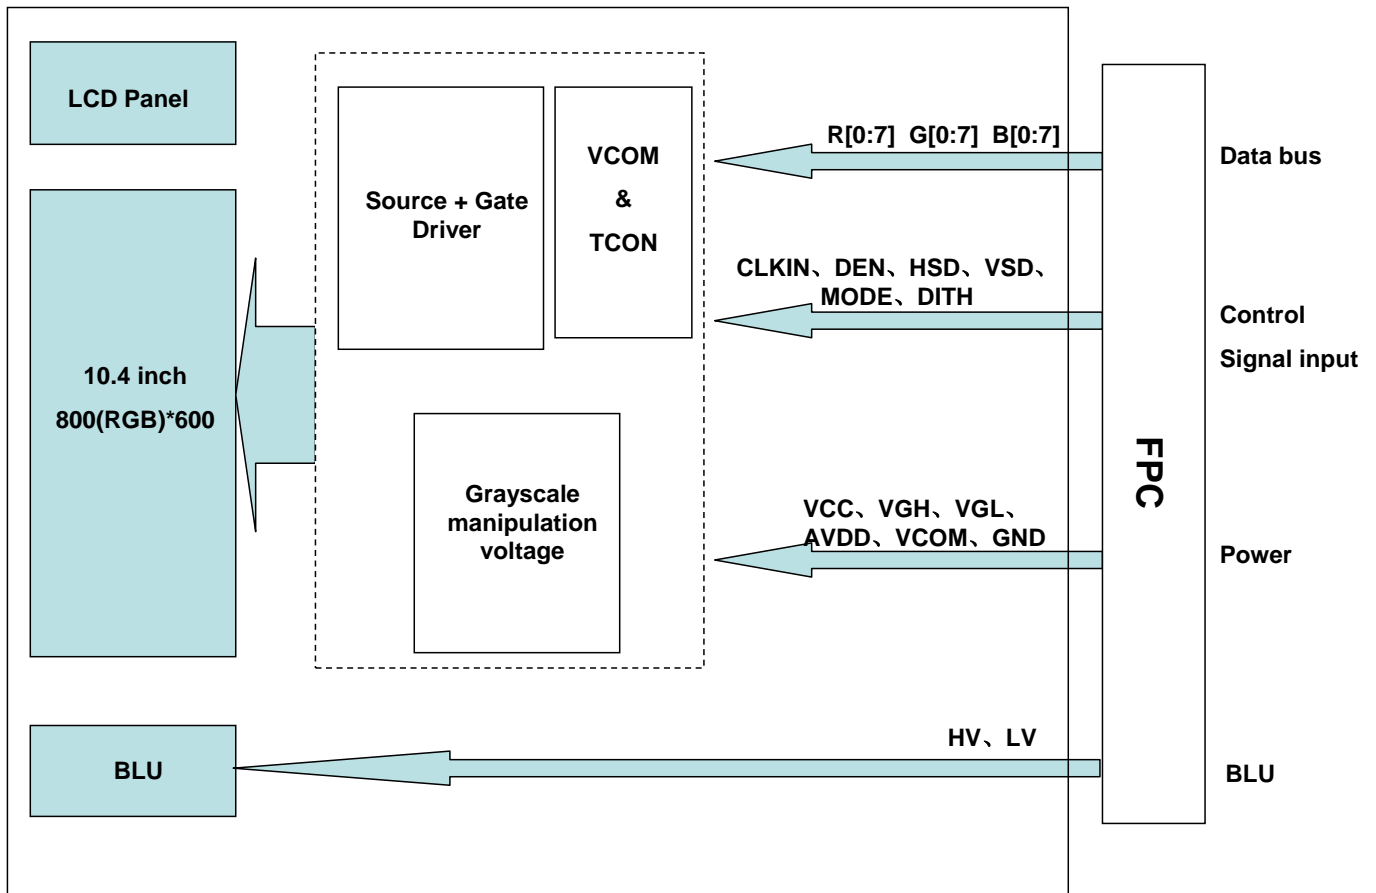 LCD Panel
10.4 inch
800(RGB)*600
BLU
Source + Gate
Driver
VCOM
&
TCON
Grayscale
manipulation
voltage
R[0:7] G[0:7] B[0:7]
CLKIN、DEN、HSD、VSD、
MODE、DITH
VCC、VGH、VGL、
AVDD、VCOM、GND
HV、LV
FPC
Data bus
Control
Signal input
Power
BLU